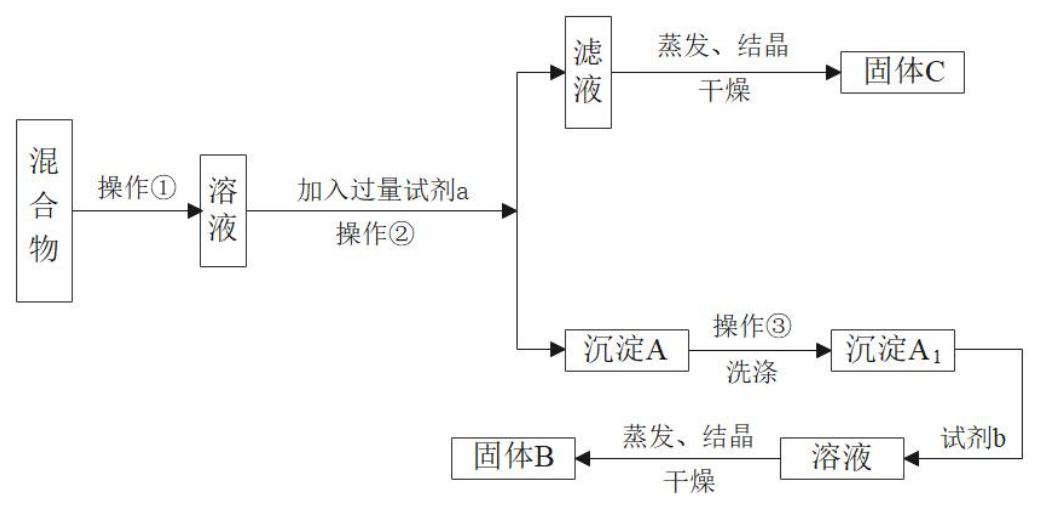 混合物
操作①
溶液
加入过量试剂a
操作②
滤液
蒸发、结晶
干燥
固体C
沉淀A
操作③
洗涤
沉淀A₁
试剂b
溶液
蒸发、结晶
干燥
固体B